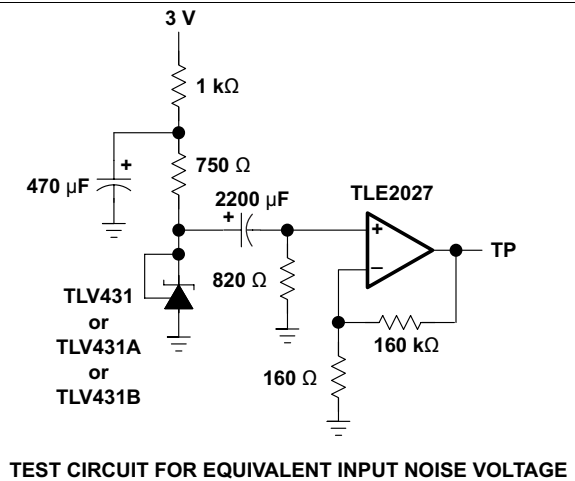 3 V
1 kΩ
470 μF
+
750 Ω
2200 μF
+
TLE2027
+
−
TP
820 Ω
TLV431
or
TLV431A
or
TLV431B
160 kΩ
160 Ω
TEST CIRCUIT FOR EQUIVALENT INPUT NOISE VOLTAGE